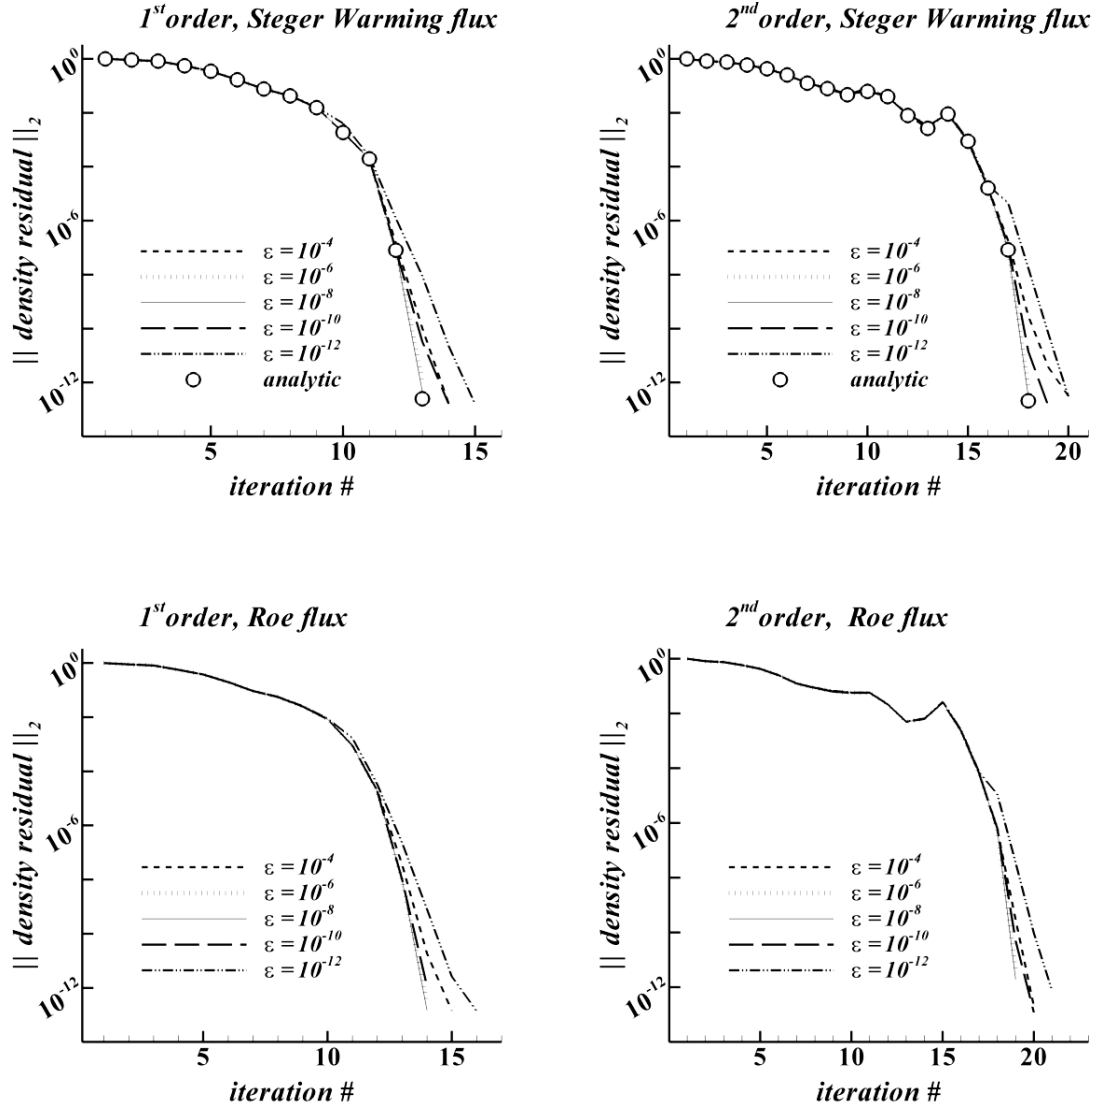 1st order, Steger Warming flux
|| density residual ||2
10^0
10^-6
10^-12
ε = 10^-4
ε = 10^-6
ε = 10^-8
ε = 10^-10
ε = 10^-12
analytic
5 10 15
iteration #
2nd order, Steger Warming flux
|| density residual ||2
10^0
10^-6
10^-12
ε = 10^-4
ε = 10^-6
ε = 10^-8
ε = 10^-10
ε = 10^-12
analytic
5 10 15 20
iteration #
1st order, Roe flux
|| density residual ||2
10^0
10^-6
10^-12
ε = 10^-4
ε = 10^-6
ε = 10^-8
ε = 10^-10
ε = 10^-12
5 10 15
iteration #
2nd order, Roe flux
|| density residual ||2
10^0
10^-6
10^-12
ε = 10^-4
ε = 10^-6
ε = 10^-8
ε = 10^-10
ε = 10^-12
5 10 15 20
iteration #